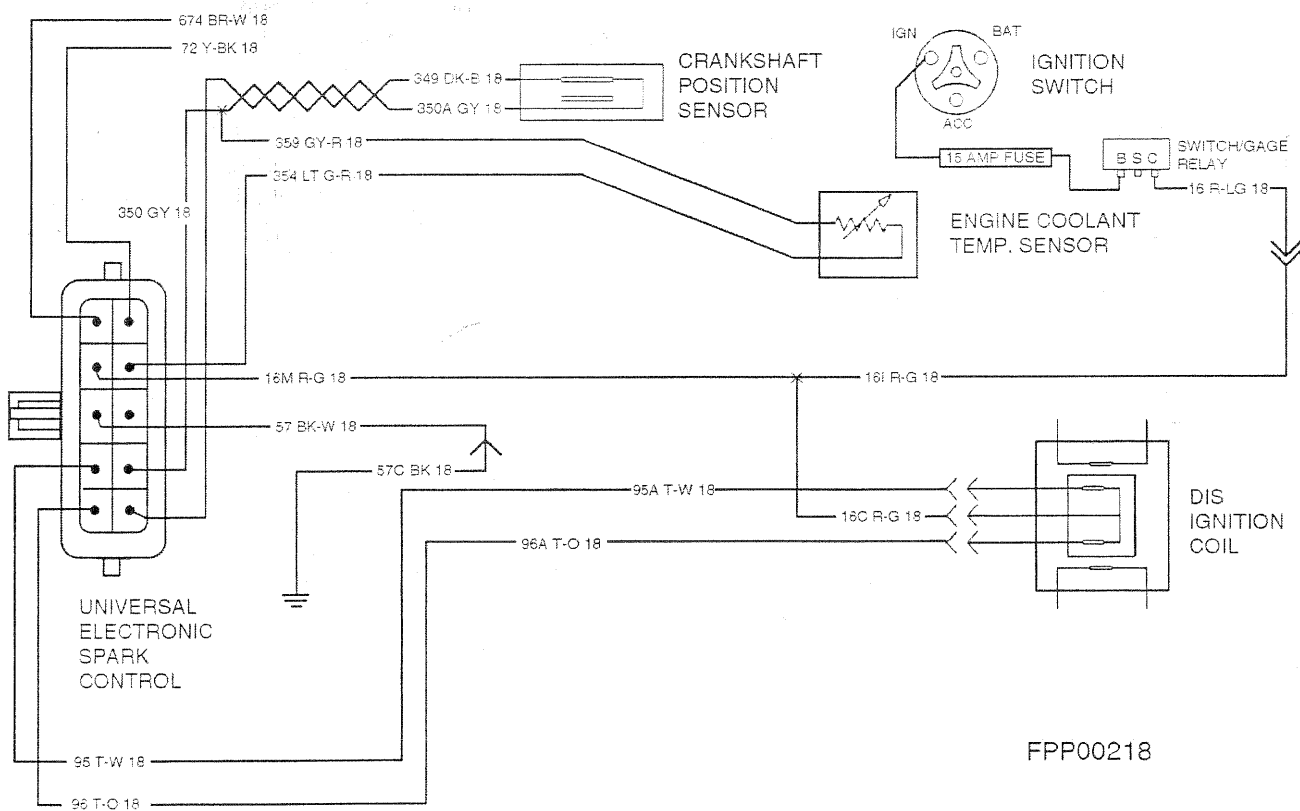 674 BR-W 18
72 Y-BK 18
349 DK-B 18
350A GY 18
CRANKSHAFT
POSITION
SENSOR
IGN
BAT
ACC
IGNITION
SWITCH
359 GY-R 18
354 LT G-R 18
350 GY 18
15 AMP FUSE
B S C
SWITCH/GAGE
RELAY
16 R-LG 18
ENGINE COOLANT
TEMP. SENSOR
16M R-G 18
16I R-G 18
57 BK-W 18
57C BK 18
95A T-W 18
16C R-G 18
96A T-O 18
DIS
IGNITION
COIL
UNIVERSAL
ELECTRONIC
SPARK
CONTROL
95 T-W 18
96 T-O 18
FPP00218